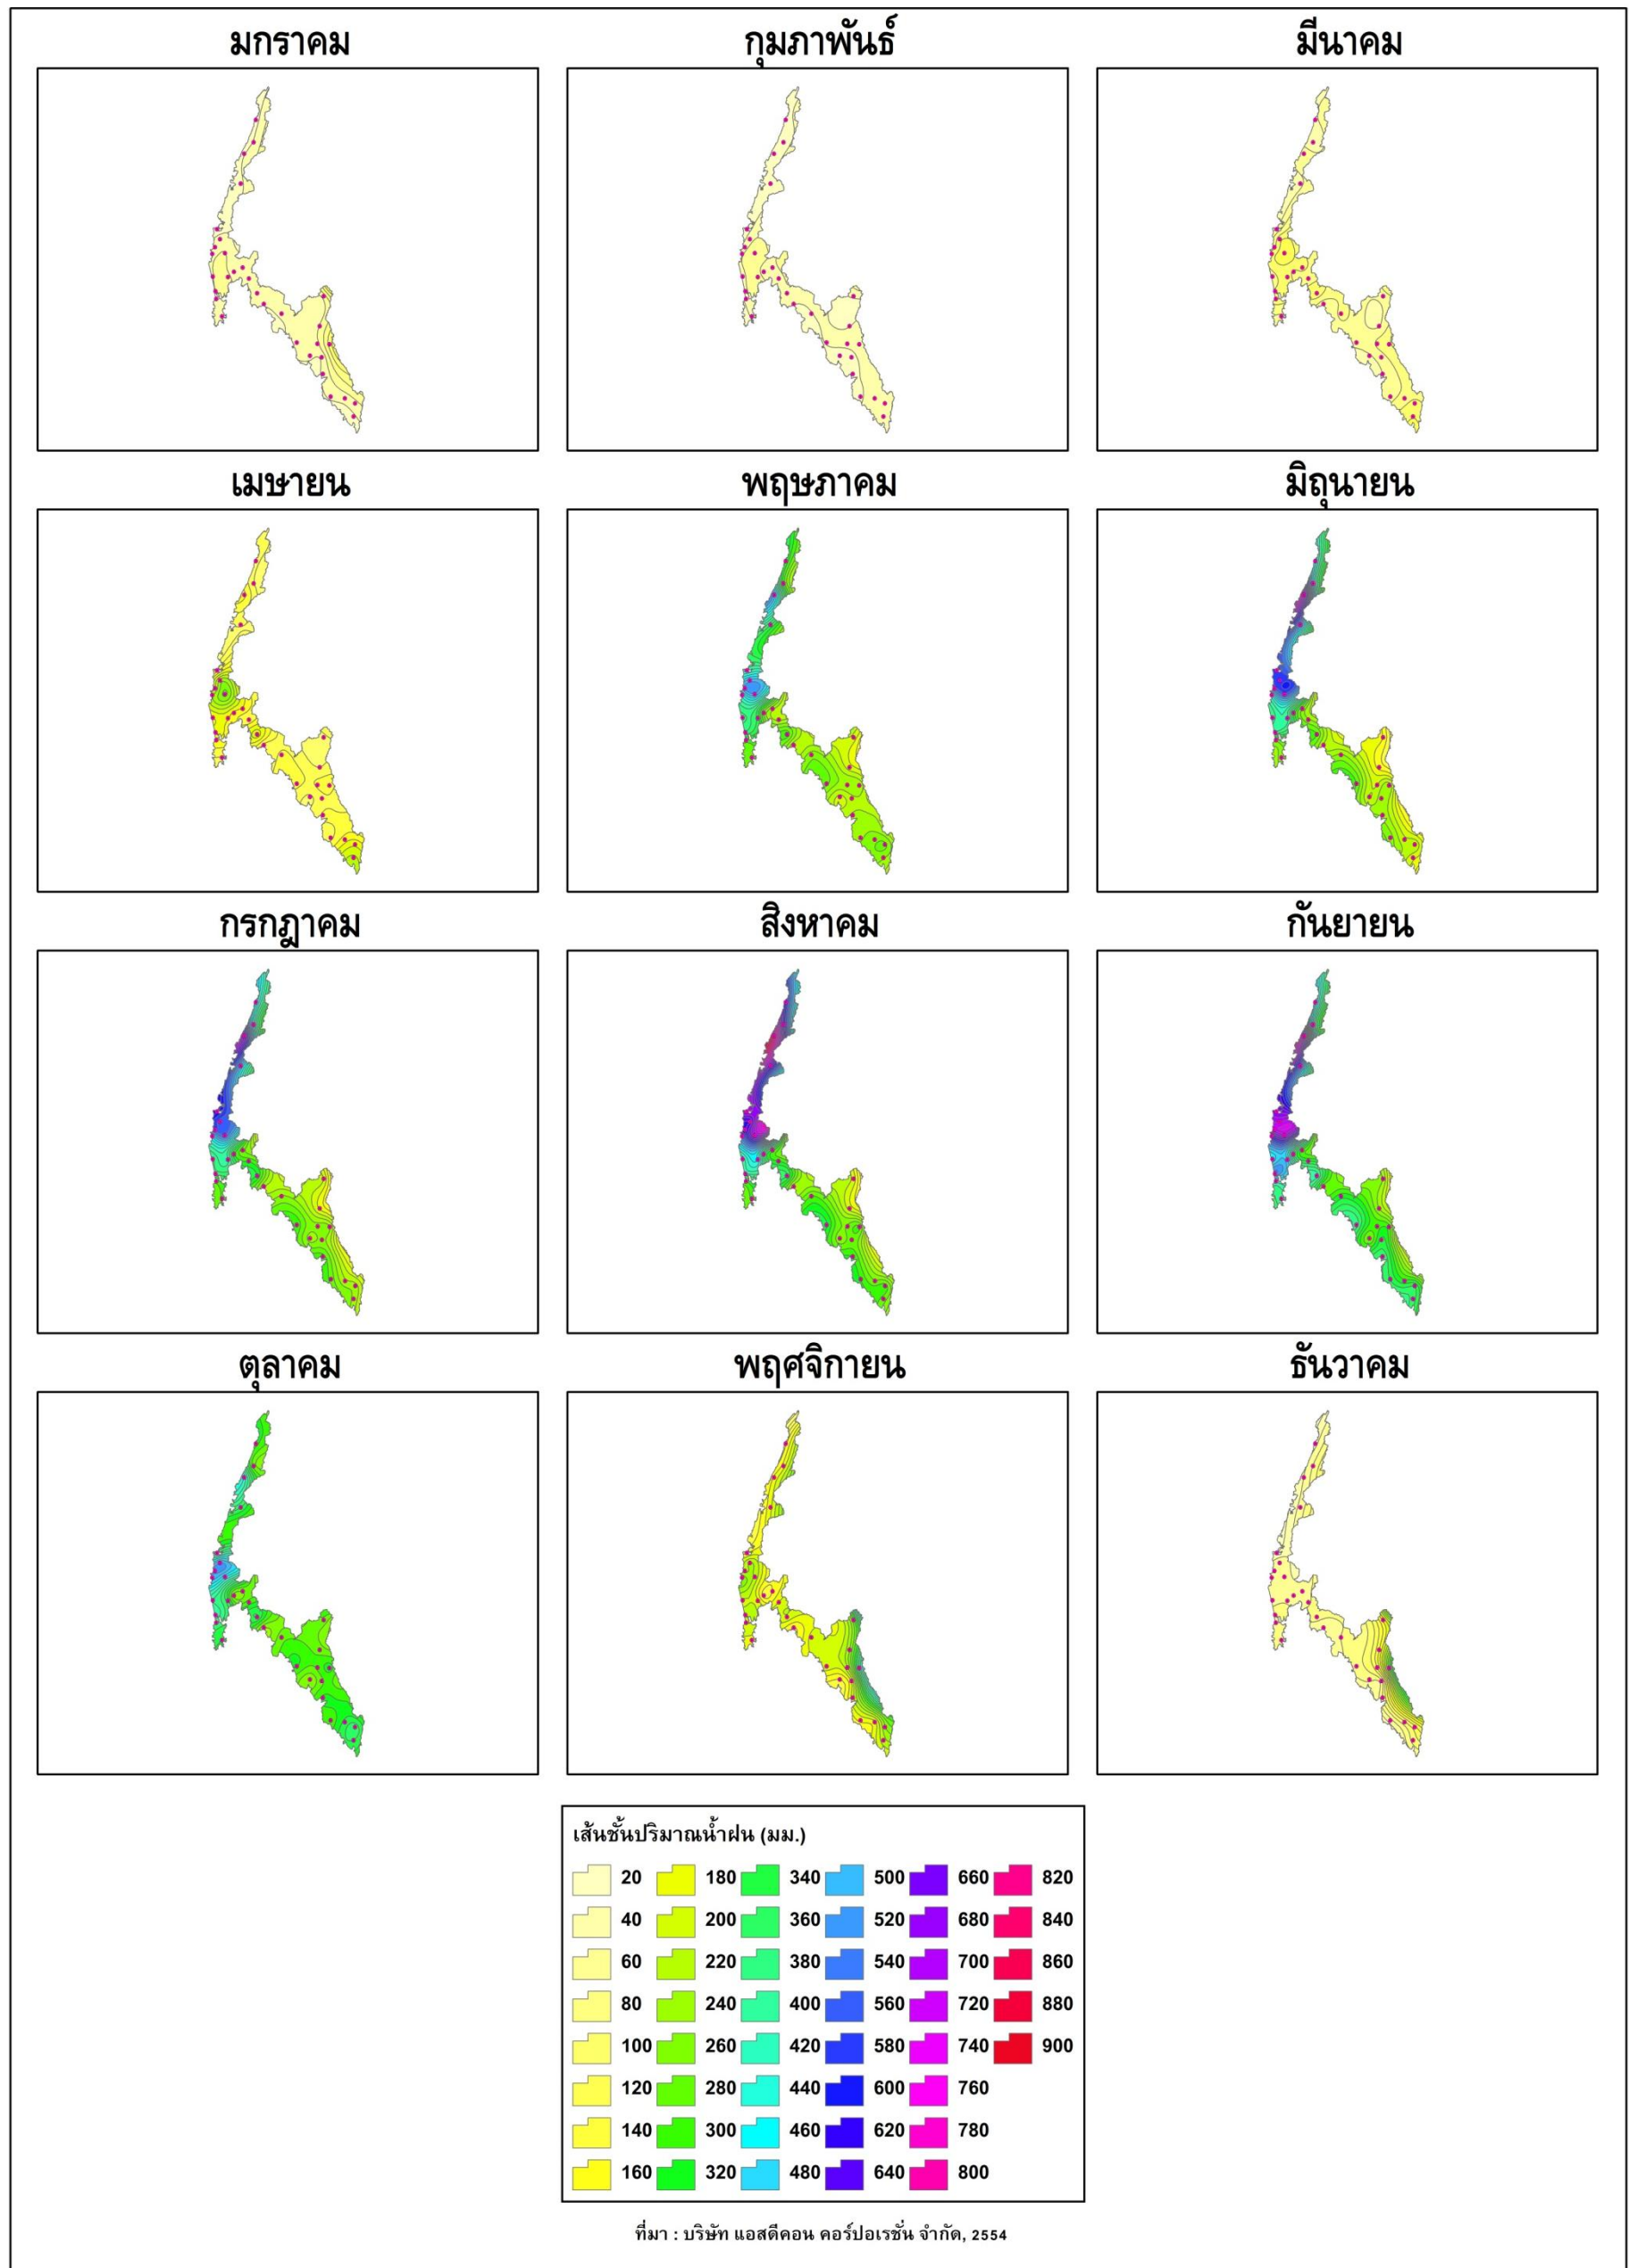 มกราคม กุมภาพันธ์ มีนาคม
เมษายน พฤษภาคม มิถุนายน
กรกฎาคม สิงหาคม กันยายน
ตุลาคม พฤศจิกายน ธันวาคม
เส้นชั้นปริมาณน้ำฝน (มม.)
20 180 340 500 660 820
40 200 360 520 680 840
60 220 380 540 700 860
80 240 400 560 720 880
100 260 420 580 740 900
120 280 440 600 760
140 300 460 620 780
160 320 480 640 800
ที่มา : บริษัท แอสดีคอน คอร์ปอเรชั่น จำกัด, 2554